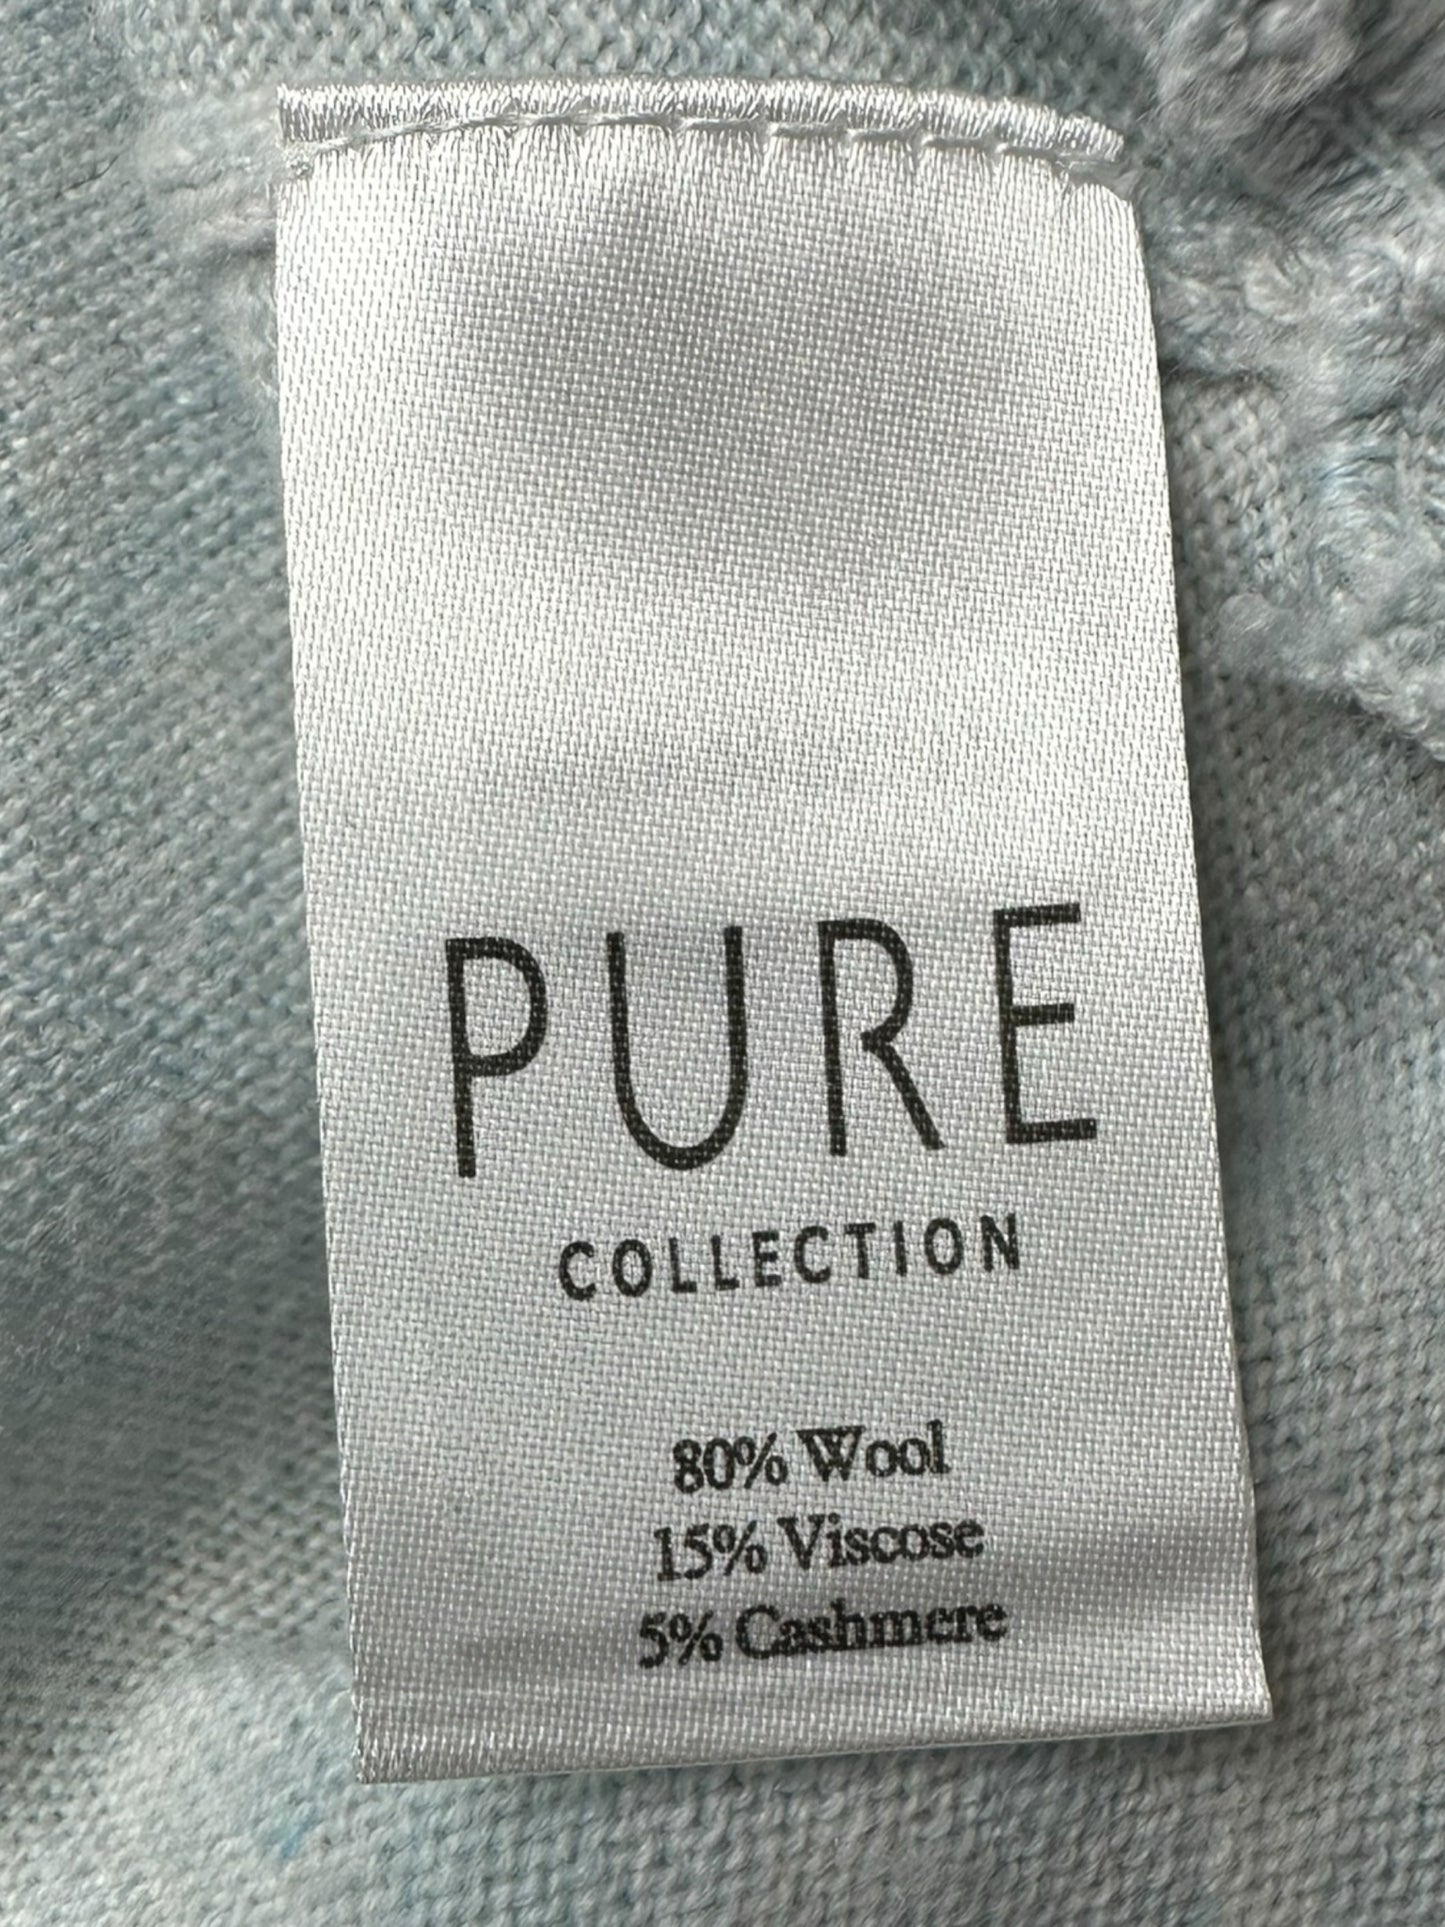 PURE
COLLECTION
80% Wool
15% Viscose
5% Cashmere